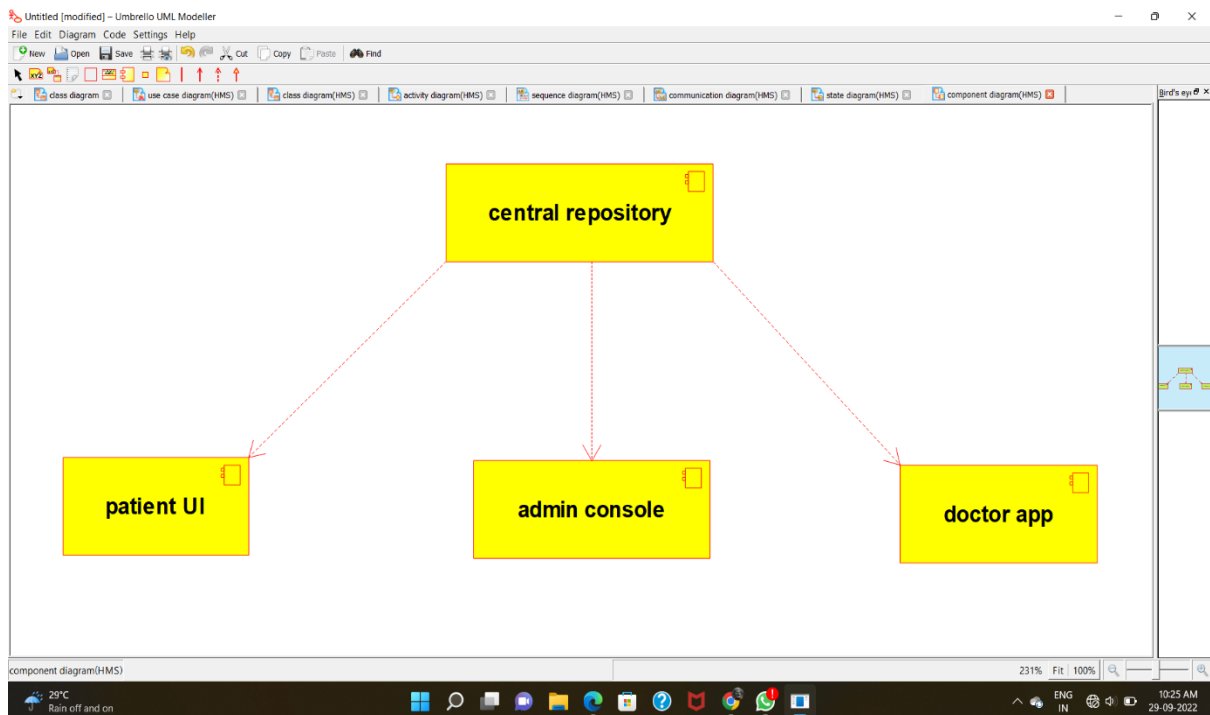 Untitled [modified] – Umbrello UML Modeller
File Edit Diagram Code Settings Help
New Open Save Cut Copy Paste Find
class diagram use case diagram(HMS) class diagram(HMS) activity diagram(HMS) sequence diagram(HMS) communication diagram(HMS) state diagram(HMS) component diagram(HMS) Bird's eye
central repository
patient UI
admin console
doctor app
component diagram(HMS) 231% Fit 100%
29°C
Rain off and on
ENG
IN
10:25 AM
29-09-2022